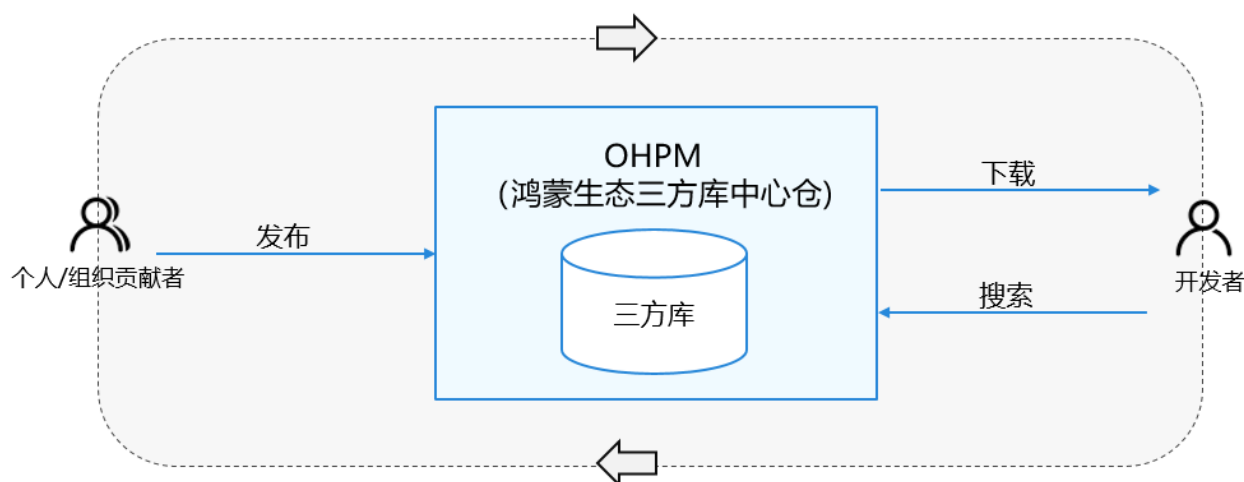 OHPM
（鸿蒙生态三方库中心仓）
下载
发布
个人/组织贡献者
开发者
搜索
三方库